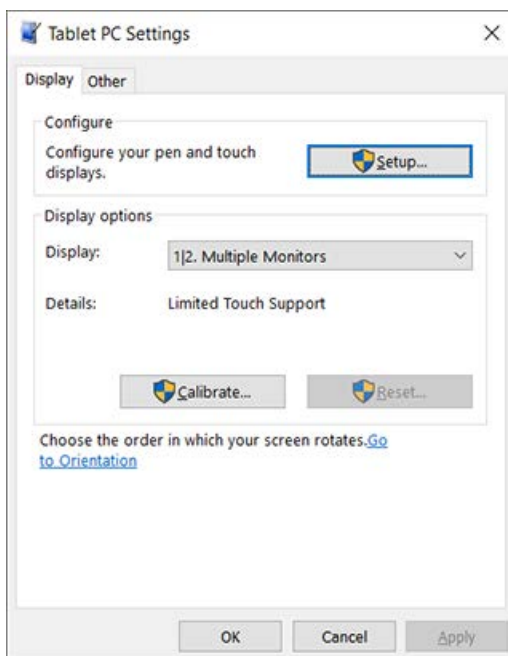 Tablet PC Settings
Display
Other
Configure
Configure your pen and touch
displays.
Setup...
Display options
Display:
1|2. Multiple Monitors
Details:
Limited Touch Support
Calibrate...
Reset...
Choose the order in which your screen rotates.Go
to Orientation
OK
Cancel
Apply